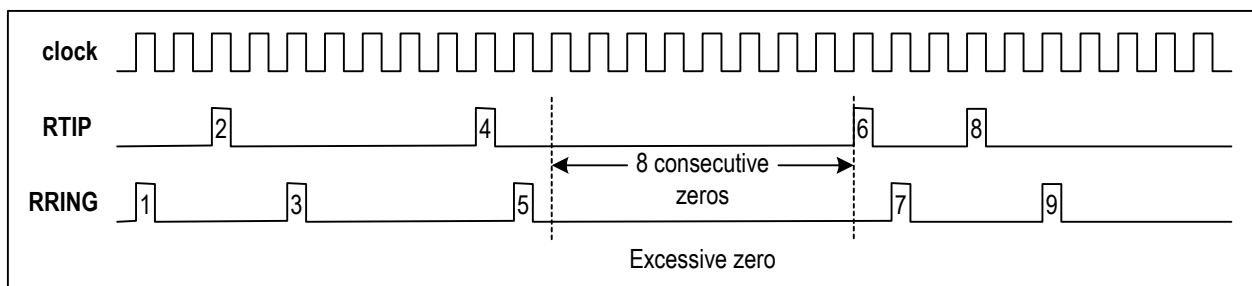 clock
RTIP
2
4
6
8
8 consecutive
zeros
RRING
1
3
5
7
9
Excessive zero